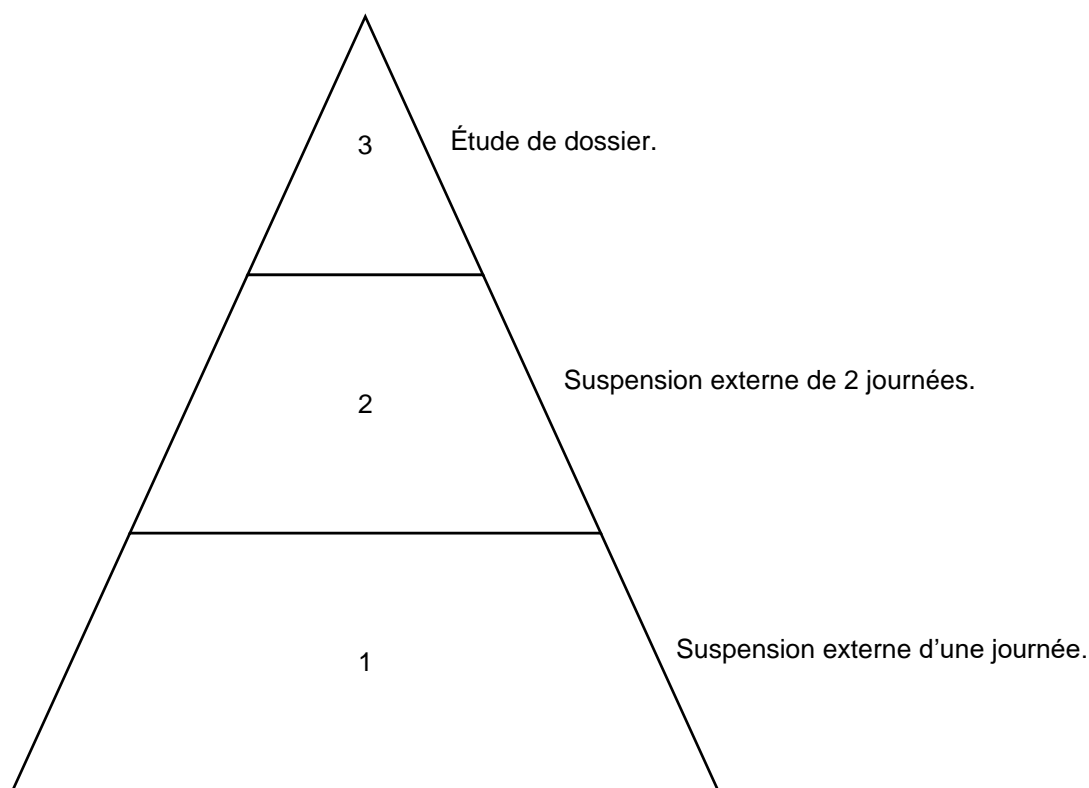 3
Étude de dossier.
2
Suspension externe de 2 journées.
1
Suspension externe d’une journée.